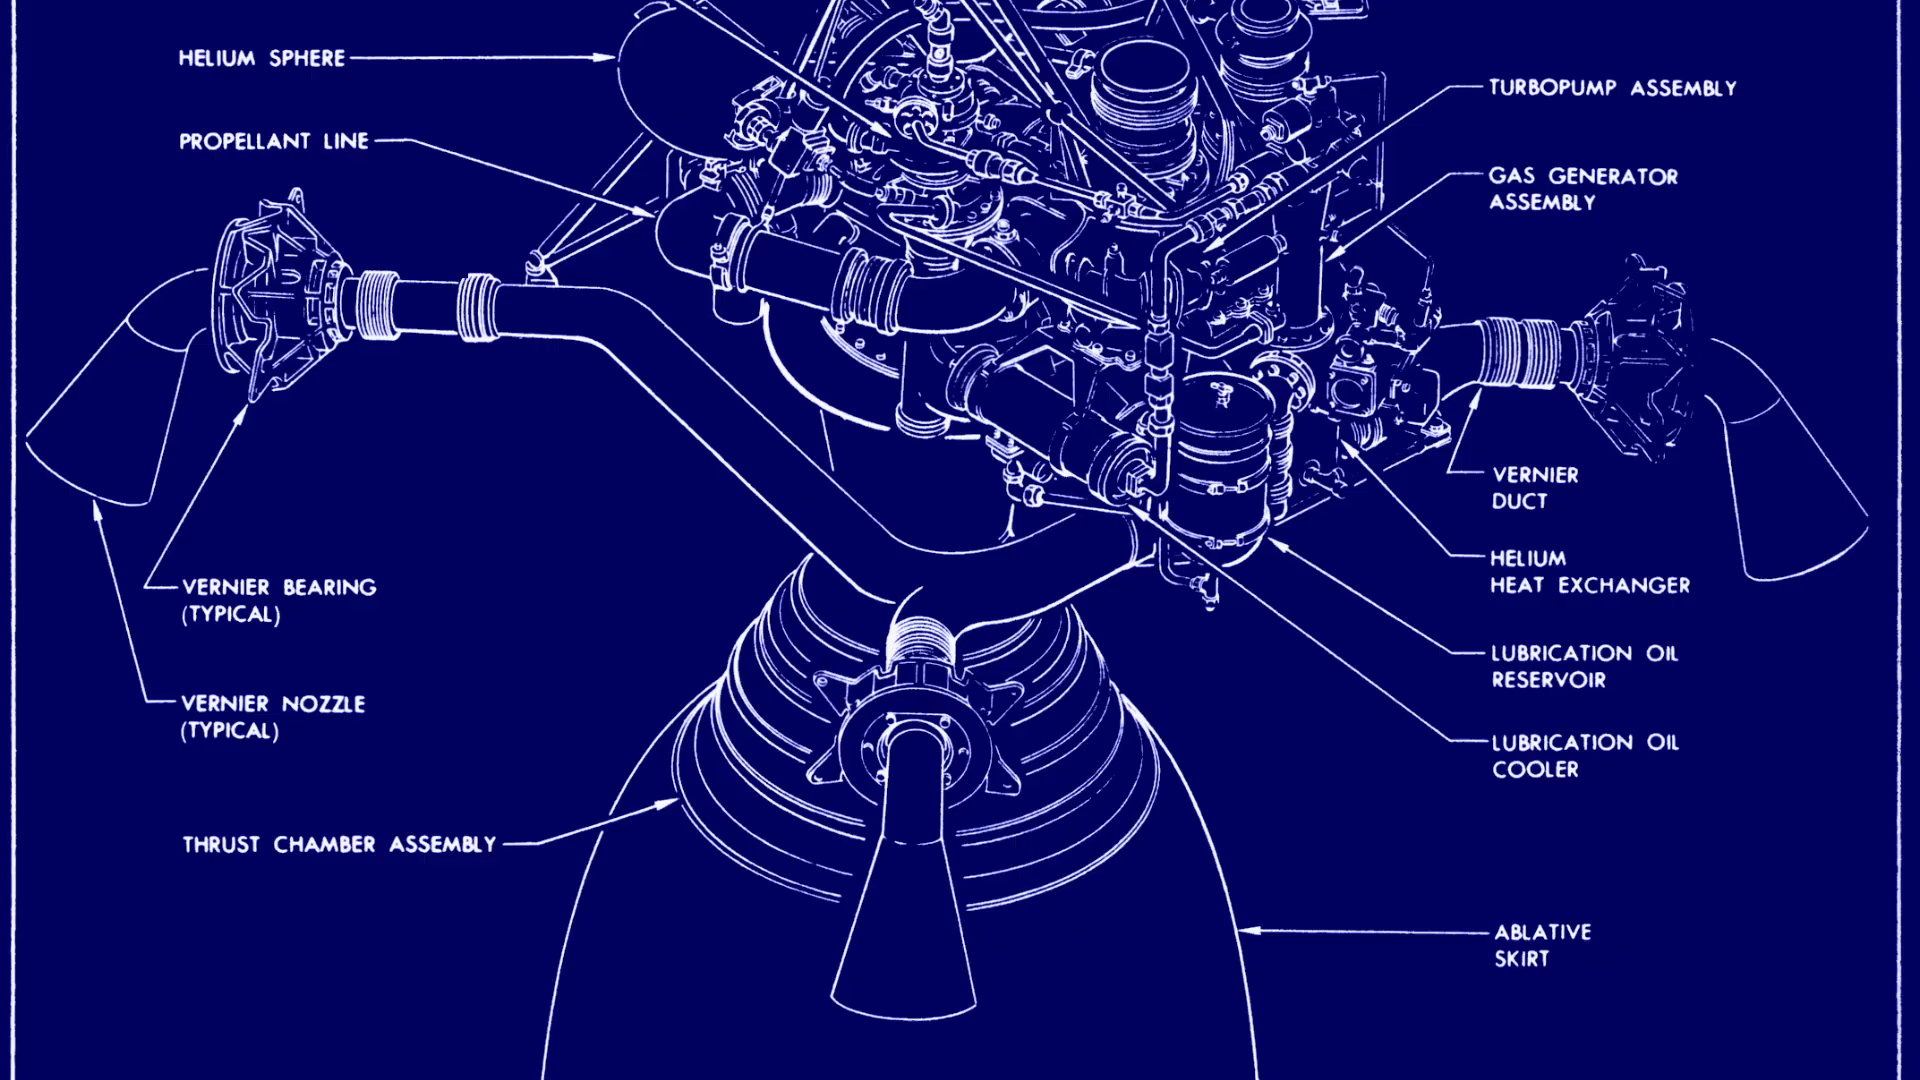 HELIUM SPHERE
PROPELLANT LINE
VERNIER BEARING
(TYPICAL)
VERNIER NOZZLE
(TYPICAL)
THRUST CHAMBER ASSEMBLY
TURBOPUMP ASSEMBLY
GAS GENERATOR
ASSEMBLY
VERNIER
DUCT
HELIUM
HEAT EXCHANGER
LUBRICATION OIL
RESERVOIR
LUBRICATION OIL
COOLER
ABLATIVE
SKIRT